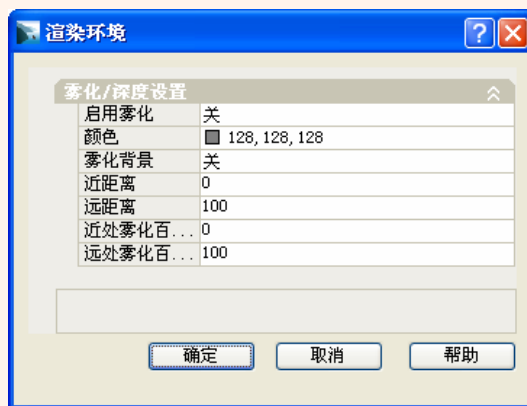 渲染环境
雾化/深度设置
启用雾化 关
颜色 128, 128, 128
雾化背景 关
近距离 0
远距离 100
近处雾化百... 0
远处雾化百... 100
确定 取消 帮助